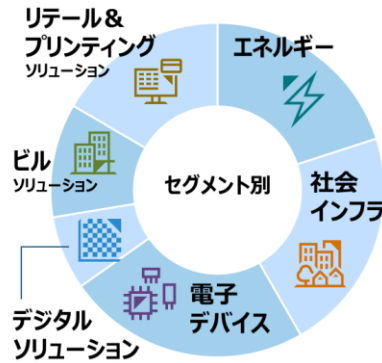 リテール＆
プリンティング
ソリューション
エネルギー
ビル
ソリューション
セグメント別
社会
インフラ
デジタル
ソリューション
電子
デバイス